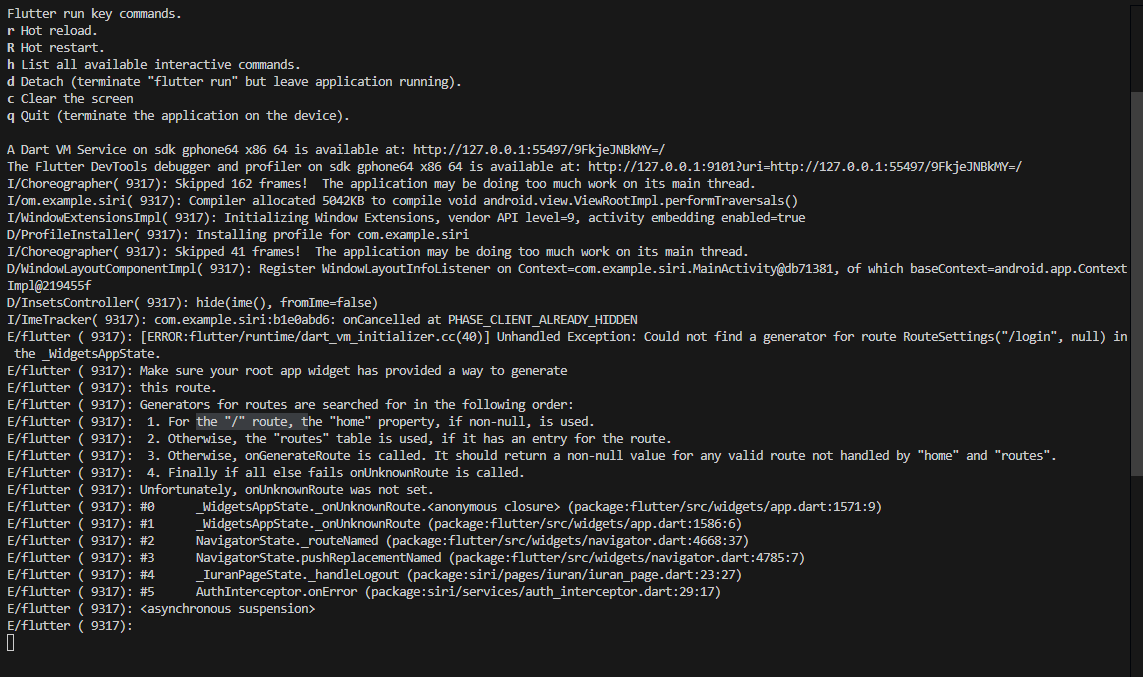 Flutter run key commands.
r Hot reload.
R Hot restart.
h List all available interactive commands.
d Detach (terminate "flutter run" but leave application running).
c Clear the screen
q Quit (terminate the application on the device).
A Dart VM Service on sdk gphone64 x86 64 is available at: http://127.0.0.1:55497/9FkjeJNBkMY=/
The Flutter DevTools debugger and profiler on sdk gphone64 x86 64 is available at: http://127.0.0.1:9101?uri=http://127.0.0.1:55497/9FkjeJNBkMY=/
I/Choreographer( 9317): Skipped 162 frames!  The application may be doing too much work on its main thread.
I/om.example.siri( 9317): Compiler allocated 5042KB to compile void android.view.ViewRootImpl.performTraversals()
I/WindowExtensionsImpl( 9317): Initializing Window Extensions, vendor API level=9, activity embedding enabled=true
D/ProfileInstaller( 9317): Installing profile for com.example.siri
I/Choreographer( 9317): Skipped 41 frames!  The application may be doing too much work on its main thread.
D/WindowLayoutComponentImpl( 9317): Register WindowLayoutInfoListener on Context=com.example.siri.MainActivity@db71381, of which baseContext=android.app.Context
Impl@219455f
D/InsetsController( 9317): hide(ime(), fromIme=false)
I/ImeTracker( 9317): com.example.siri:b1e0abd6: onCancelled at PHASE_CLIENT_ALREADY_HIDDEN
E/flutter ( 9317): [ERROR:flutter/runtime/dart_vm_initializer.cc(40)] Unhandled Exception: Could not find a generator for route RouteSettings("/login", null) in
 the _WidgetsAppState.
E/flutter ( 9317): Make sure your root app widget has provided a way to generate
E/flutter ( 9317): this route.
E/flutter ( 9317): Generators for routes are searched for in the following order:
E/flutter ( 9317):  1. For the "/" route, the "home" property, if non-null, is used.
E/flutter ( 9317):  2. Otherwise, the "routes" table is used, if it has an entry for the route.
E/flutter ( 9317):  3. Otherwise, onGenerateRoute is called. It should return a non-null value for any valid route not handled by "home" and "routes".
E/flutter ( 9317):  4. Finally if all else fails onUnknownRoute is called.
E/flutter ( 9317): Unfortunately, onUnknownRoute was not set.
E/flutter ( 9317): #0      _WidgetsAppState._onUnknownRoute.<anonymous closure> (package:flutter/src/widgets/app.dart:1571:9)
E/flutter ( 9317): #1      _WidgetsAppState._onUnknownRoute (package:flutter/src/widgets/app.dart:1586:6)
E/flutter ( 9317): #2      NavigatorState._routeNamed (package:flutter/src/widgets/navigator.dart:4668:37)
E/flutter ( 9317): #3      NavigatorState.pushReplacementNamed (package:flutter/src/widgets/navigator.dart:4785:7)
E/flutter ( 9317): #4      _IuranPageState._handleLogout (package:siri/pages/iuran/iuran_page.dart:23:27)
E/flutter ( 9317): #5      AuthInterceptor.onError (package:siri/services/auth_interceptor.dart:29:17)
E/flutter ( 9317): <asynchronous suspension>
E/flutter ( 9317):